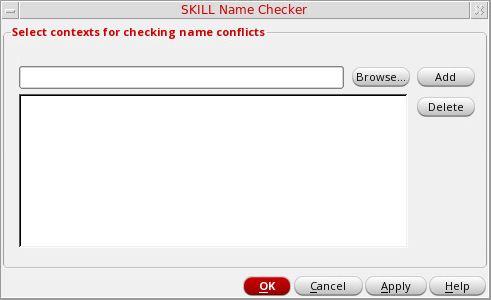 SKILL Name Checker
Select contexts for checking name conflicts
Browse... Add
Delete
OK Cancel Apply Help